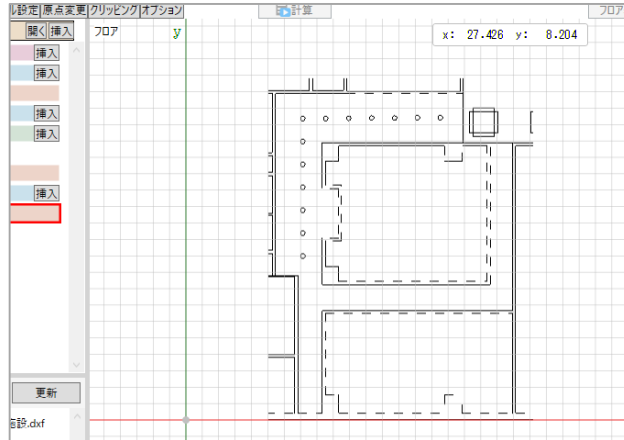 ル設定 原点変更 クリッピング オプション 計算 フロア
開く 挿入 フロア y x: 27.426 y: 8.204
挿入
挿入
挿入
挿入
挿入
更新
.dxf